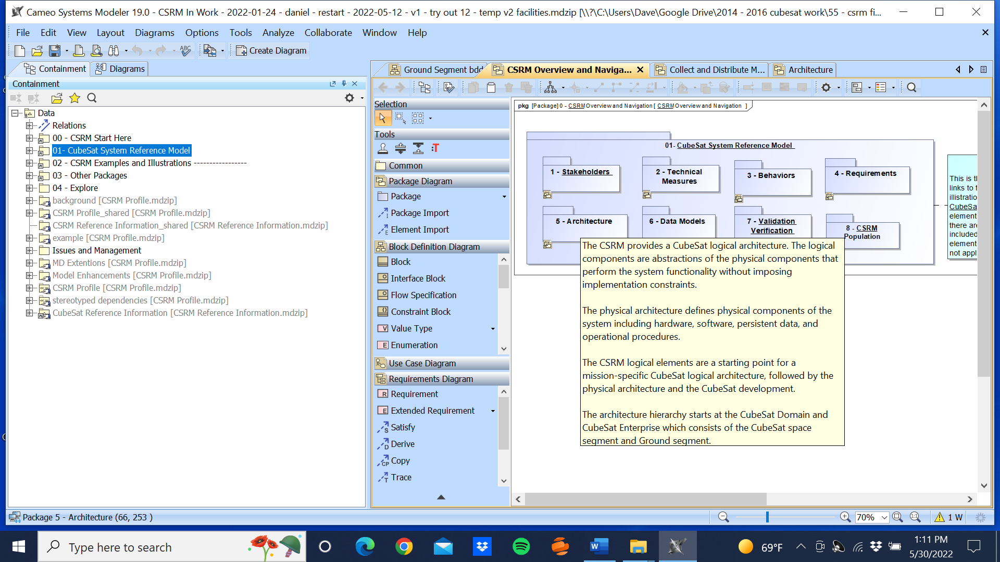 Cameo Systems Modeler 19.0 - CSRM In Work - 2022-01-24 - daniel - restart - 2022-05-12 - v1 - try out 12 - temp v2 facilities.mdzip [\\?\C:\Users\Dave\Google Drive\2014 - 2016 cubesat work\55 - csrm fi...
File Edit View Layout Diagrams Options Tools Analyze Collaborate Window Help
Create Diagram
Containment Diagrams
Containment
Data
Relations
00 - CSRM Start Here
01- CubeSat System Reference Model
02 - CSRM Examples and Illustrations -----------------
03 - Other Packages
04 - Explore
background [CSRM Profile.mdzip]
CSRM Profile_shared [CSRM Profile.mdzip]
CSRM Reference Information_shared [CSRM Reference Information.mdzip]
example [CSRM Profile.mdzip]
Issues and Management
MD Extentions [CSRM Profile.mdzip]
Model Enhancements [CSRM Profile.mdzip]
CSRM Profile [CSRM Profile.mdzip]
stereotyped dependencies [CSRM Profile.mdzip]
CubeSat Reference Information [CSRM Reference Information.mdzip]
Ground Segment bdd CSRM Overview and Naviga... Collect and Distribute M... Architecture
Selection
Tools
Common
Package Diagram
Package
Package Import
Element Import
Block Definition Diagram
Block
Interface Block
Flow Specification
Constraint Block
Value Type
Enumeration
Use Case Diagram
Requirements Diagram
Requirement
Extended Requirement
Satisfy
Derive
Copy
Trace
pkg [Package] 0 - CSRM Overview and Navigation [ CSRM Overview and Navigation ]
01- CubeSat System Reference Model
1 - Stakeholders
2 - Technical
Measures
3 - Behaviors
4 - Requirements
5 - Architecture
6 - Data Models
7 - Validation
Verification
8 - CSRM
Population
This is th
links to t
illistratio
CubeSa
element
there are
included
element
not appl
The CSRM provides a CubeSat logical architecture. The logical
components are abstractions of the physical components that
perform the system functionality without imposing
implementation constraints.
The physical architecture defines physical components of the
system including hardware, software, persistent data, and
operational procedures.
The CSRM logical elements are a starting point for a
mission-specific CubeSat logical architecture, followed by the
physical architecture and the CubeSat development.
The architecture hierarchy starts at the CubeSat Domain and
CubeSat Enterprise which consists of the CubeSat space
segment and Ground segment.
Package 5 - Architecture (66, 253 )
70%
1:1
1 W
Type here to search
69°F
1:11 PM
5/30/2022